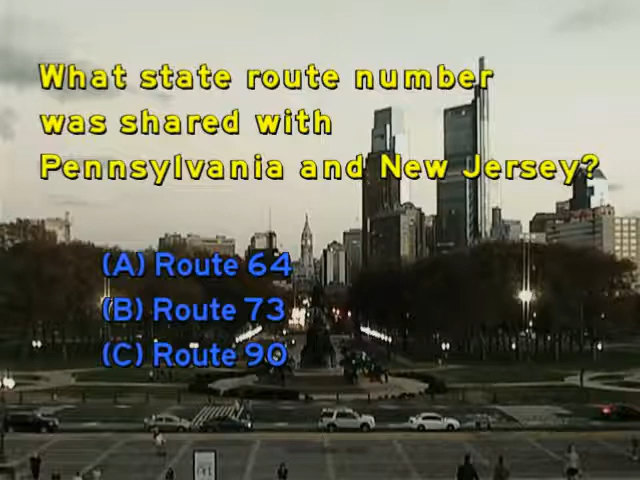 What state route number
was shared with
Pennsylvania and New Jersey?
(A) Route 64
(B) Route 73
(C) Route 90